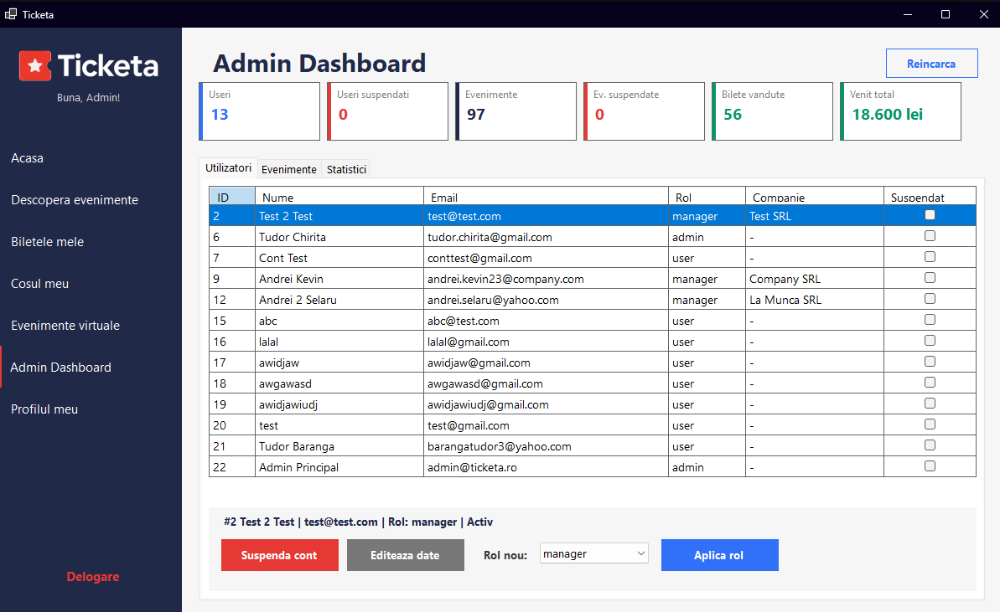 Ticketa
Ticketa
Buna, Admin!
Acasa
Descopera evenimente
Biletele mele
Cosul meu
Evenimente virtuale
Admin Dashboard
Profilul meu
Delogare
Admin Dashboard
Reincarca
Useri
13
Useri suspendati
0
Evenimente
97
Ev. suspendate
0
Bilete vandute
56
Venit total
18.600 lei
Utilizatori Evenimente Statistici
ID Nume Email Rol Companie Suspendat
2 Test 2 Test test@test.com manager Test SRL
6 Tudor Chirita tudor.chirita@gmail.com admin -
7 Cont Test conttest@gmail.com user -
9 Andrei Kevin andrei.kevin23@company.com manager Company SRL
12 Andrei 2 Selaru andrei.selaru@yahoo.com manager La Munca SRL
15 abc abc@test.com user -
16 lalal lalal@gmail.com user -
17 awidjaw awidjaw@gmail.com user -
18 awgawasd awgawasd@gmail.com user -
19 awidjawiudj awidjawiudj@gmail.com user -
20 test test@gmail.com user -
21 Tudor Baranga barangatudor3@yahoo.com user -
22 Admin Principal admin@ticketa.ro admin -
#2 Test 2 Test | test@test.com | Rol: manager | Activ
Suspenda cont Editeaza date Rol nou: manager Aplica rol